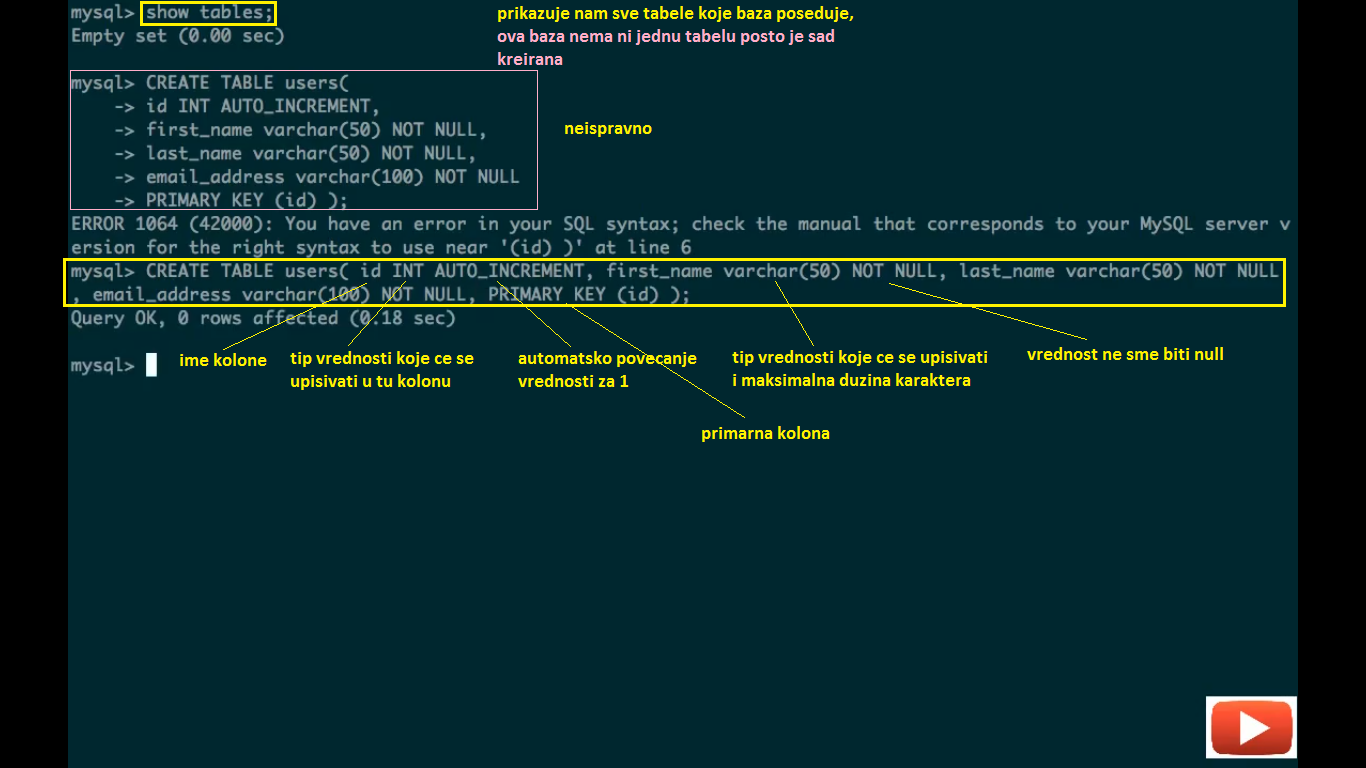 mysql> show tables;
prikazuje nam sve tabele koje baza poseduje,
Empty set (0.00 sec)
ova baza nema ni jednu tabelu posto je sad
kreirana
mysql> CREATE TABLE users(
-> id INT AUTO_INCREMENT,
-> first_name varchar(50) NOT NULL,
neispravno
-> last_name varchar(50) NOT NULL,
-> email_address varchar(100) NOT NULL
-> PRIMARY KEY (id) );
ERROR 1064 (42000): You have an error in your SQL syntax; check the manual that corresponds to your MySQL server v
ersion for the right syntax to use near '(id) )' at line 6
mysql> CREATE TABLE users( id INT AUTO_INCREMENT, first_name varchar(50) NOT NULL, last_name varchar(50) NOT NULL
, email_address varchar(100) NOT NULL, PRIMARY KEY (id) );
Query OK, 0 rows affected (0.18 sec)
mysql>
ime kolone
tip vrednosti koje ce se
upisivati u tu kolonu
automatsko povecanje
vrednosti za 1
tip vrednosti koje ce se upisivati
i maksimalna duzina karaktera
vrednost ne sme biti null
primarna kolona